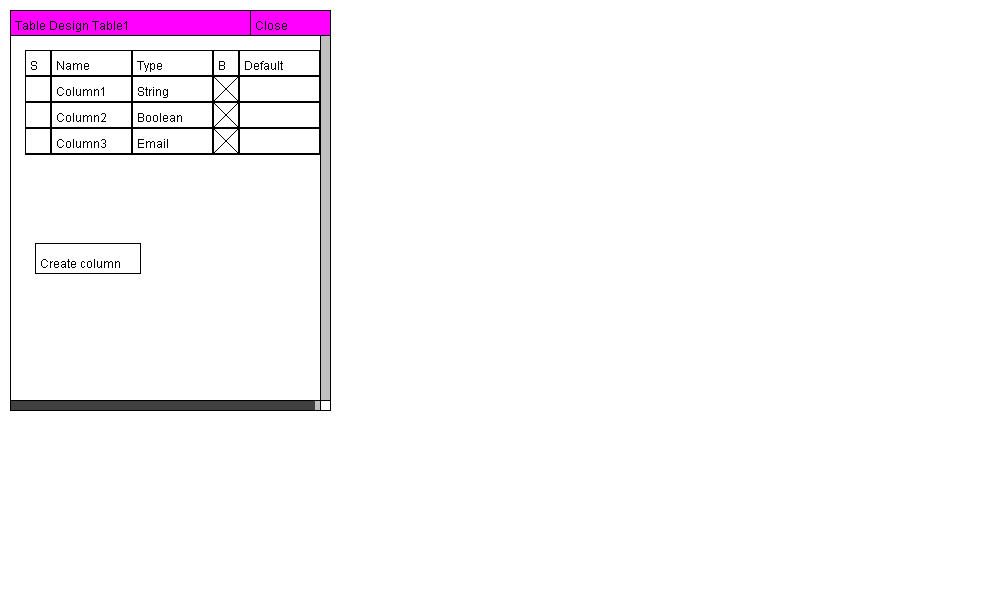 Table Design Table1 Close
S Name Type B Default
Column1 String
Column2 Boolean
Column3 Email
Create column